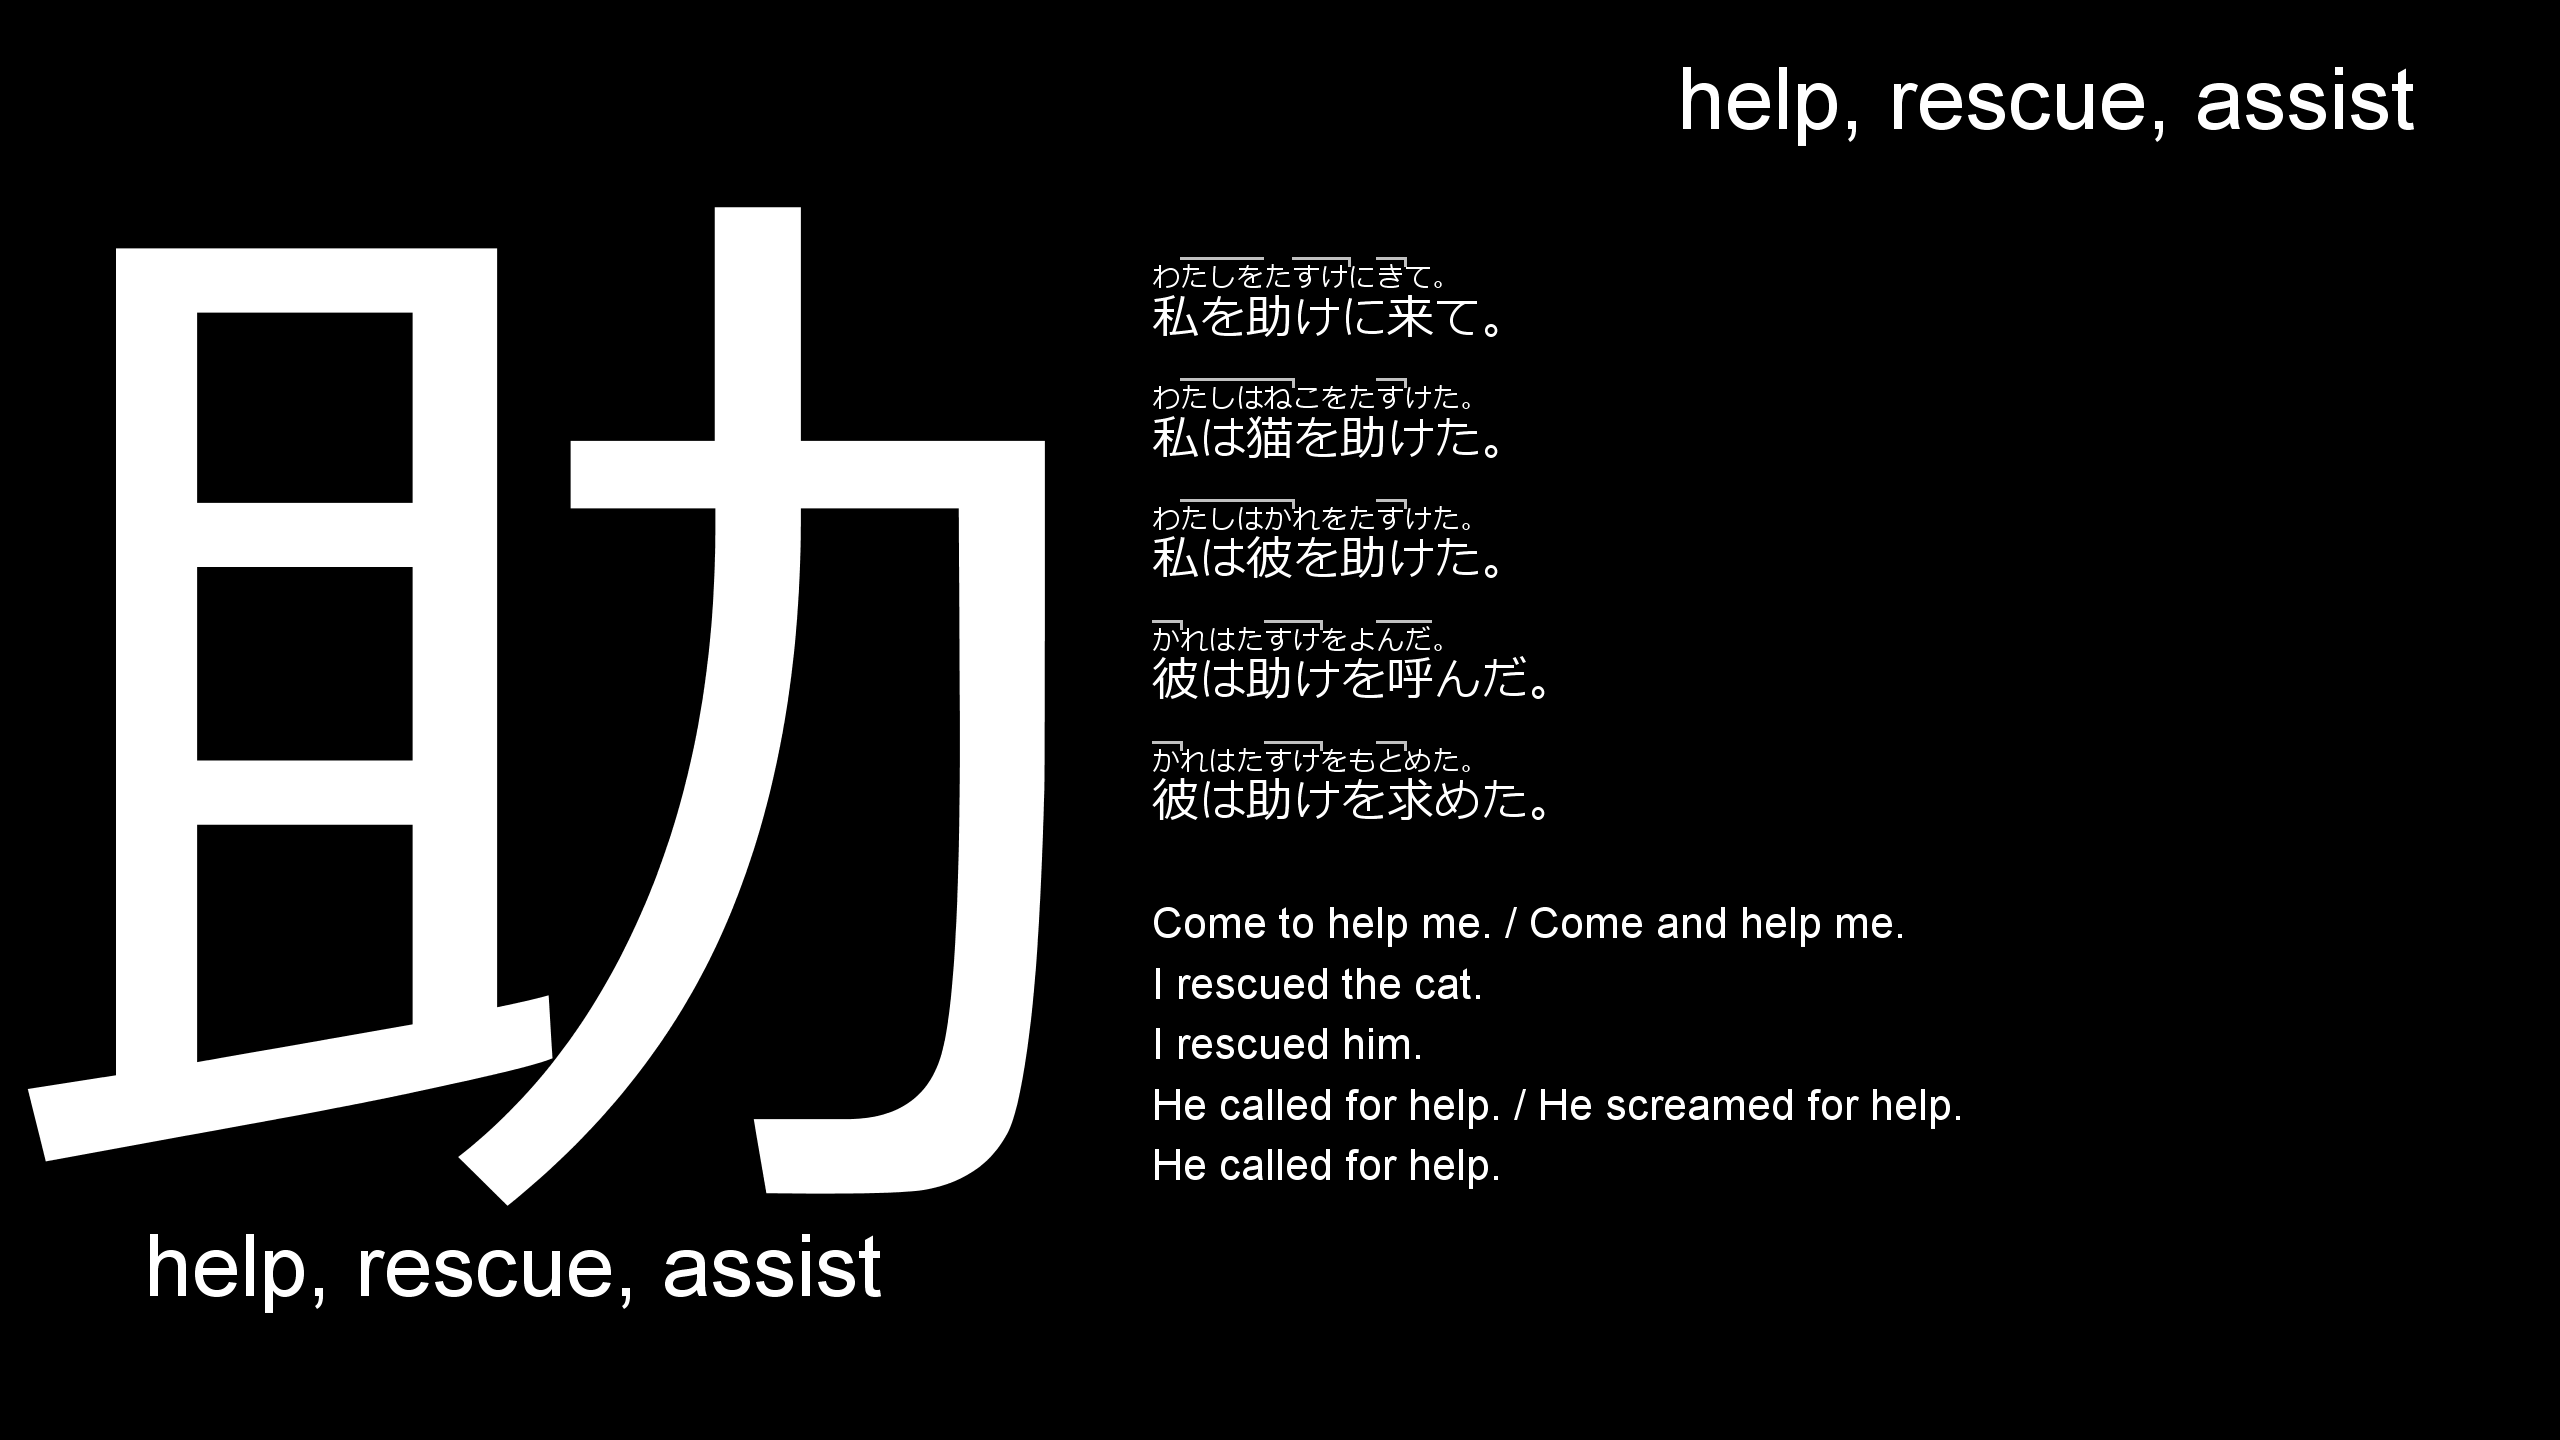 help, rescue, assist
助
help, rescue, assist
わたしをたすけにきて。
私を助けに来て。
わたしはねこをたすけた。
私は猫を助けた。
わたしはかれをたすけた。
私は彼を助けた。
かれはたすけをよんだ。
彼は助けを呼んだ。
かれはたすけをもとめた。
彼は助けを求めた。
Come to help me. / Come and help me.
I rescued the cat.
I rescued him.
He called for help. / He screamed for help.
He called for help.